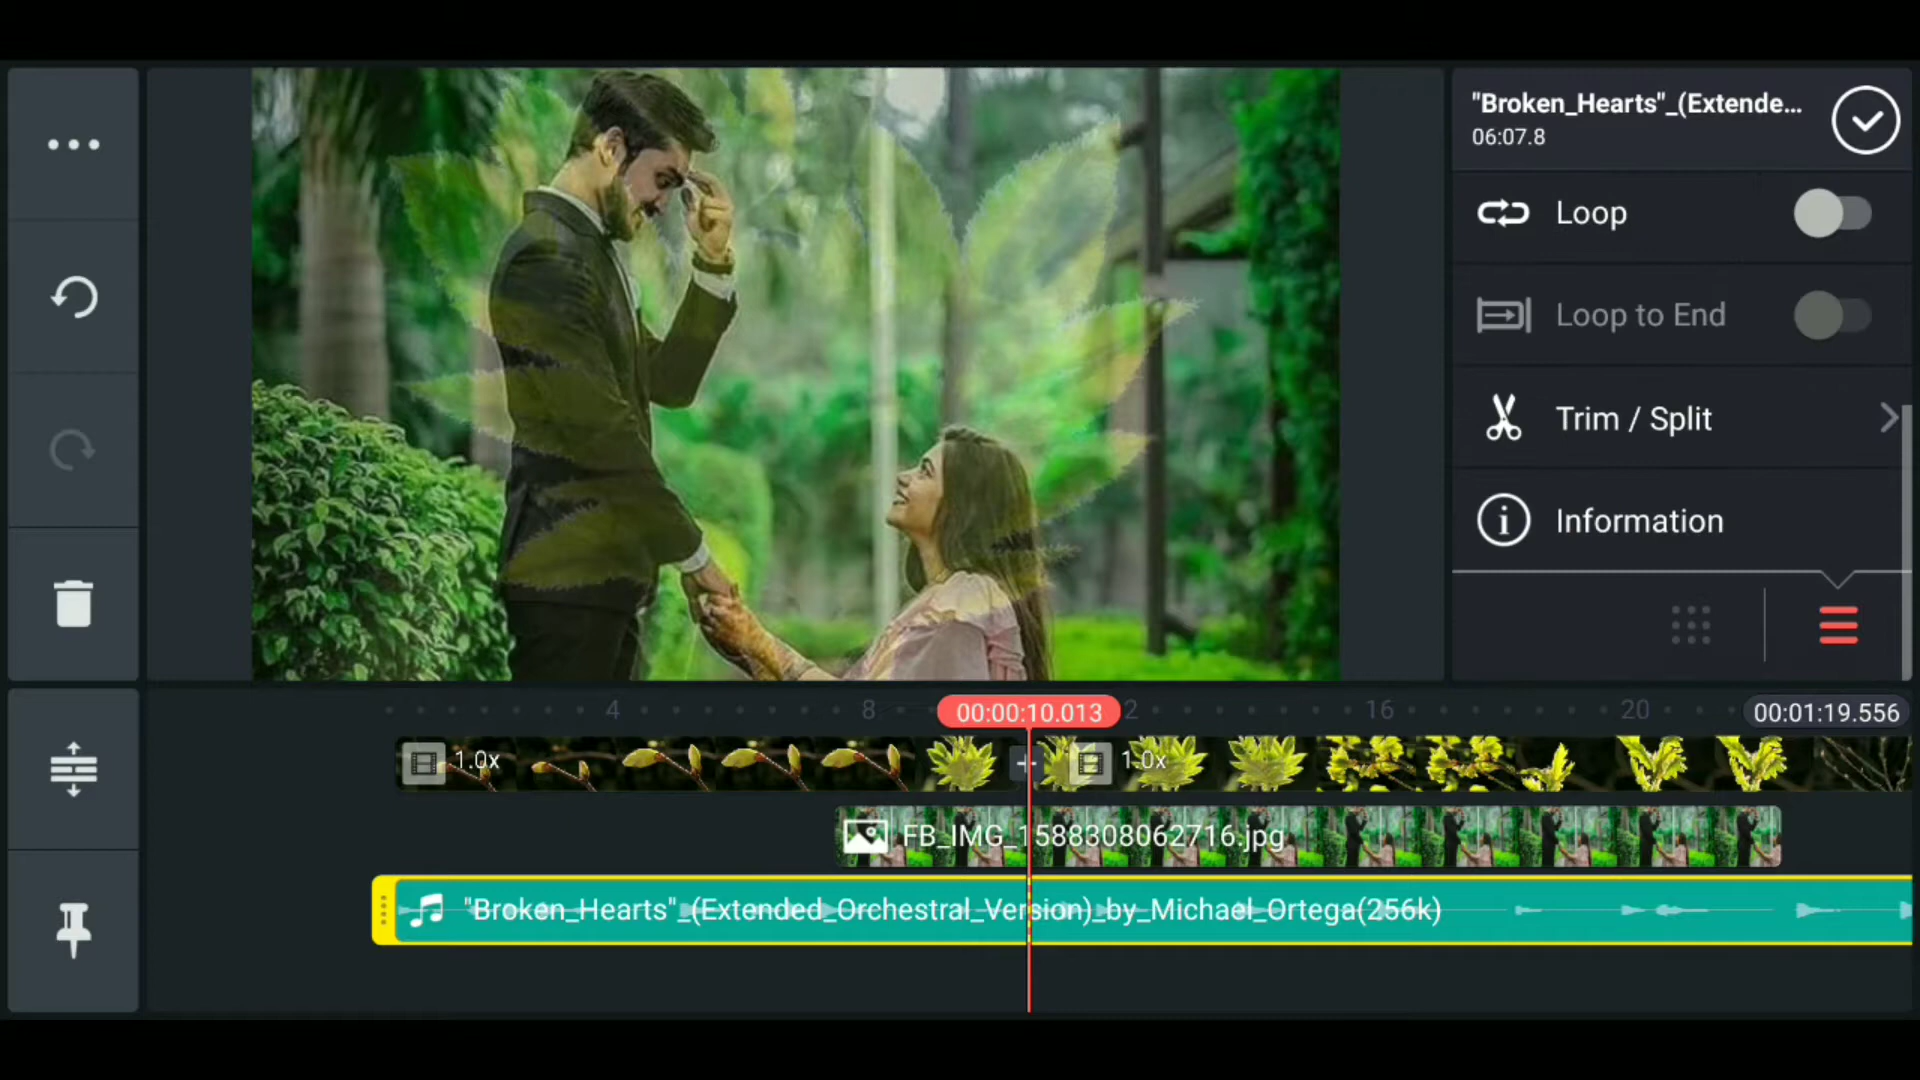 "Broken_Hearts"_(Extende...
06:07.8
Loop
Loop to End
Trim / Split
Information
4
8
00:00:10.013
2
16
20
00:01:19.556
1.0x
1.0x
FB_IMG_1588308062716.jpg
"Broken_Hearts"_(Extended_Orchestral_Version)_by_Michael_Ortega(256k)